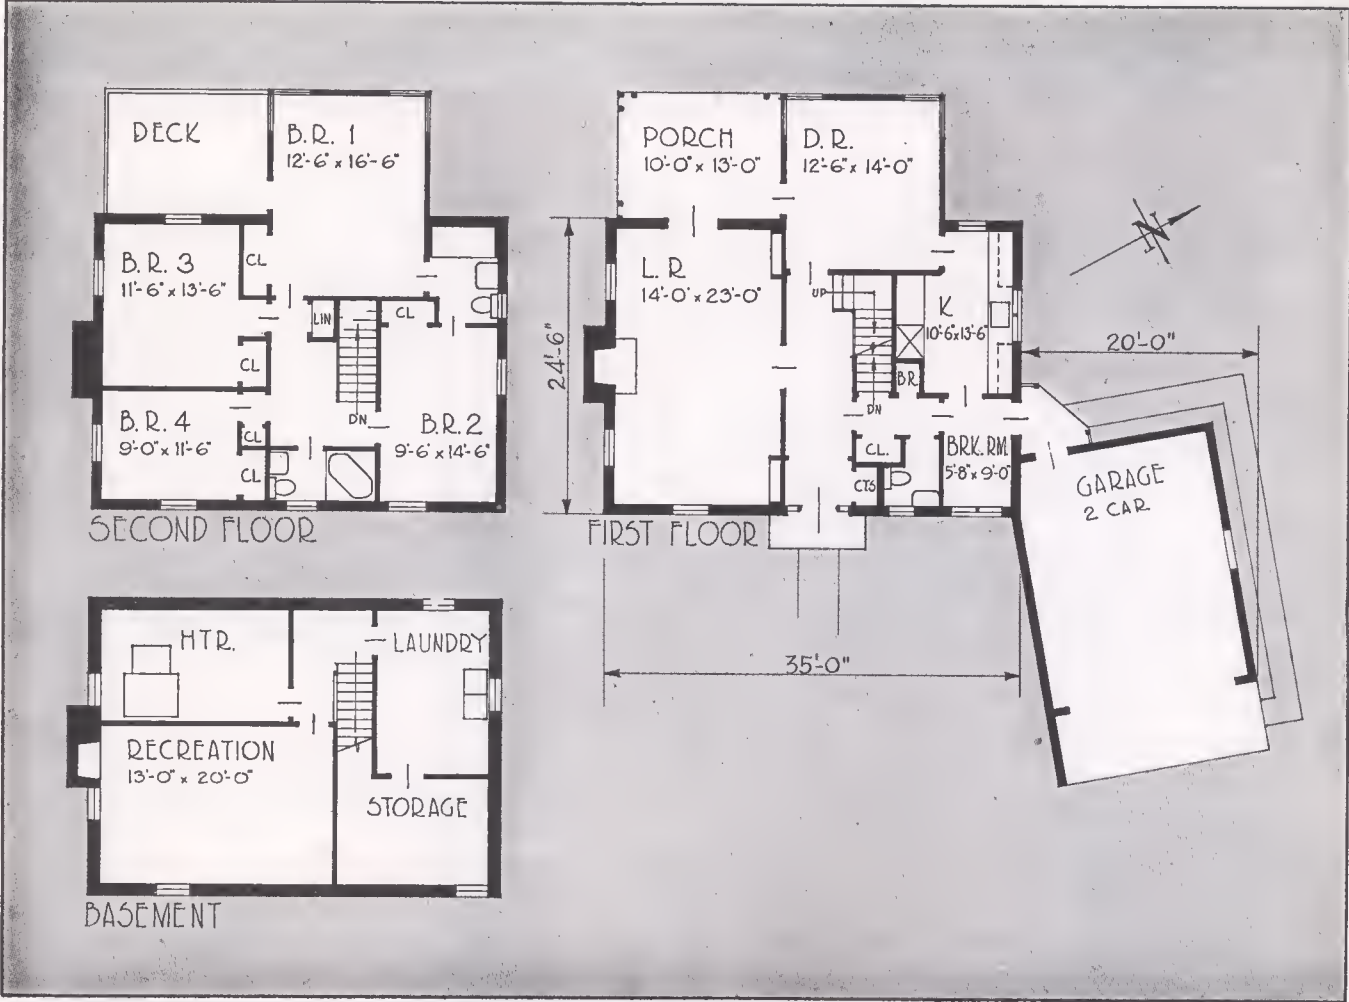 DECK
B.R. 1
12'-6" x 16'-6"
B.R. 3
11'-6" x 13'-6"
CL
LIN
CL
CL
B.R. 4
9'-0" x 11'-6"
CL
CL
DN
B.R. 2
9'-6" x 14'-6"
SECOND FLOOR
PORCH
10'-0" x 13'-0"
D.R.
12'-6" x 14'-0"
L.R
14'-0" x 23'-0"
UP
K
10'-6" x 13'-6"
B.R.
DN
CL.
CTS
BRK. RM.
5'-8" x 9'-0"
24'-6"
N
20'-0"
GARAGE
2 CAR
FIRST FLOOR
35'-0"
HTR.
LAUNDRY
RECREATION
13'-0" x 20'-0"
STORAGE
BASEMENT